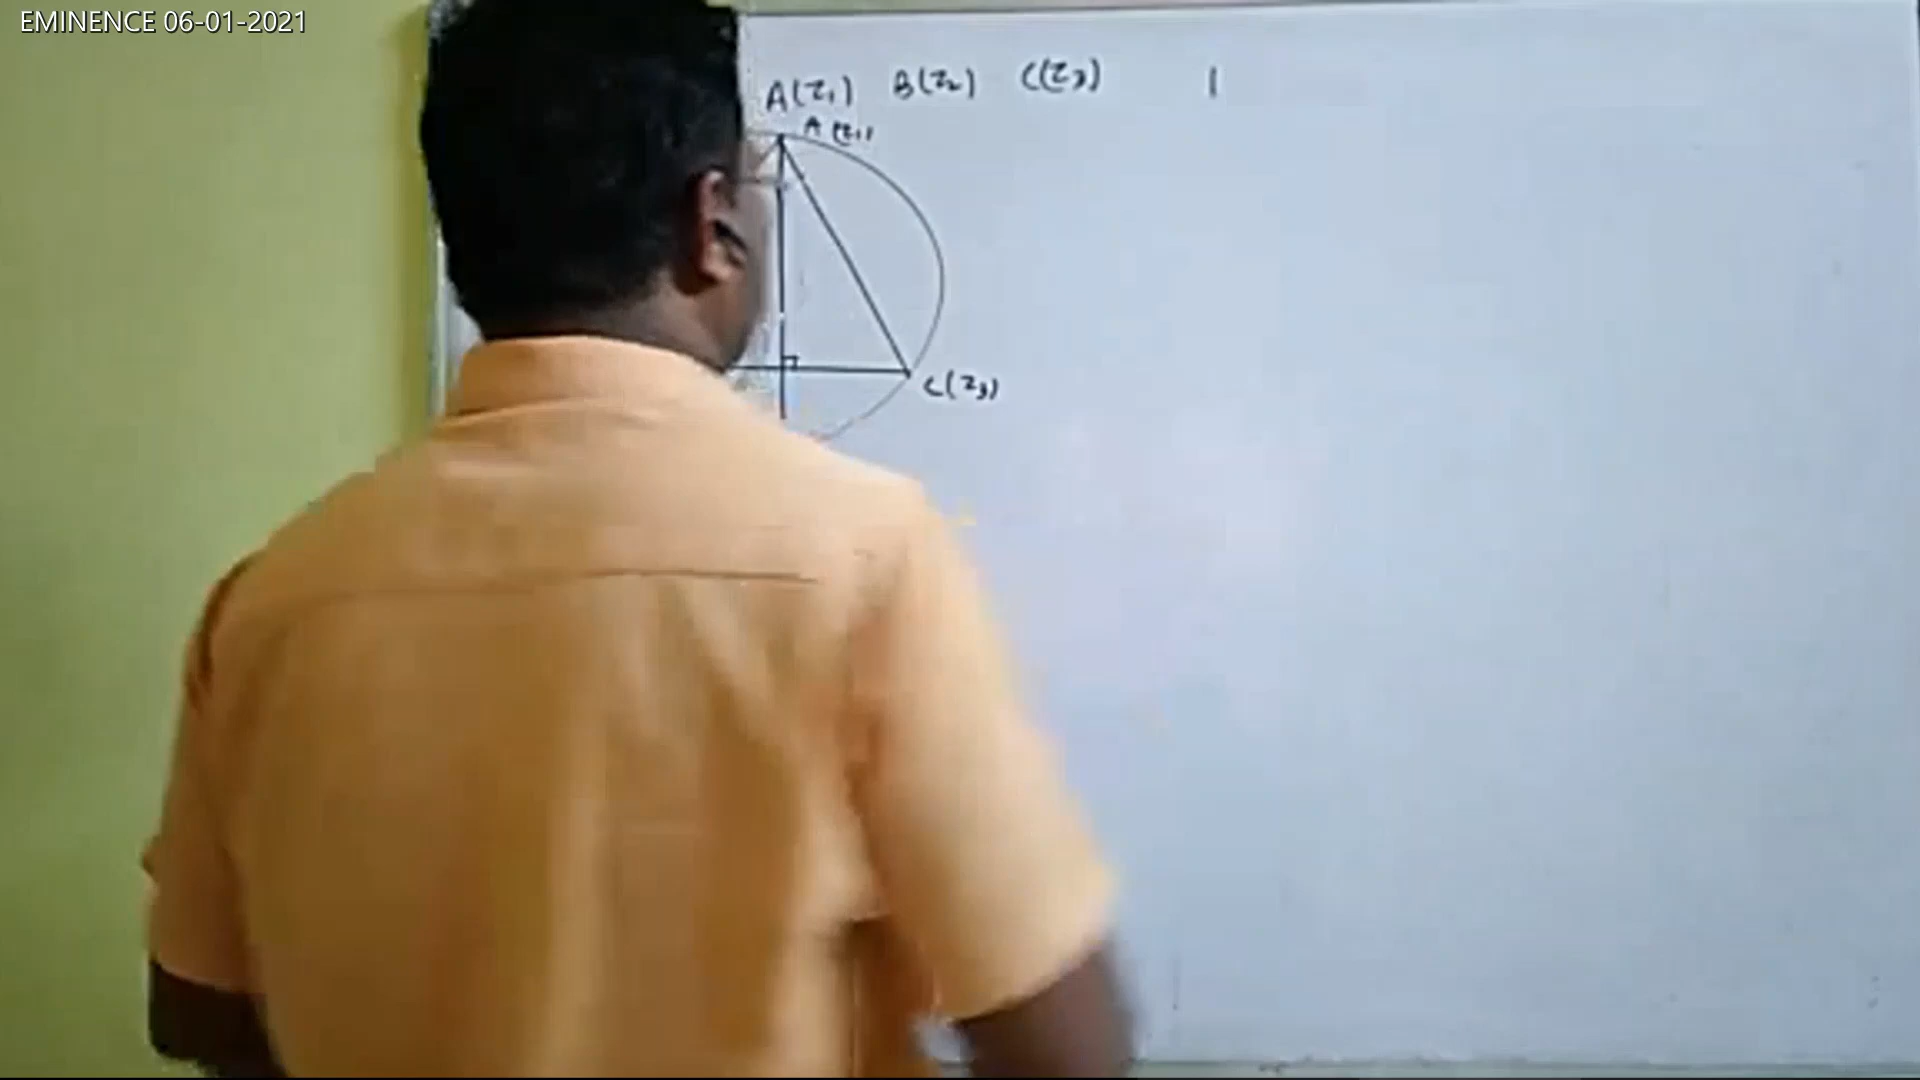 EMINENCE 06-01-2021
A(z₁) B(z₂) C(z₃) |
A(z₁)
C(z₃)